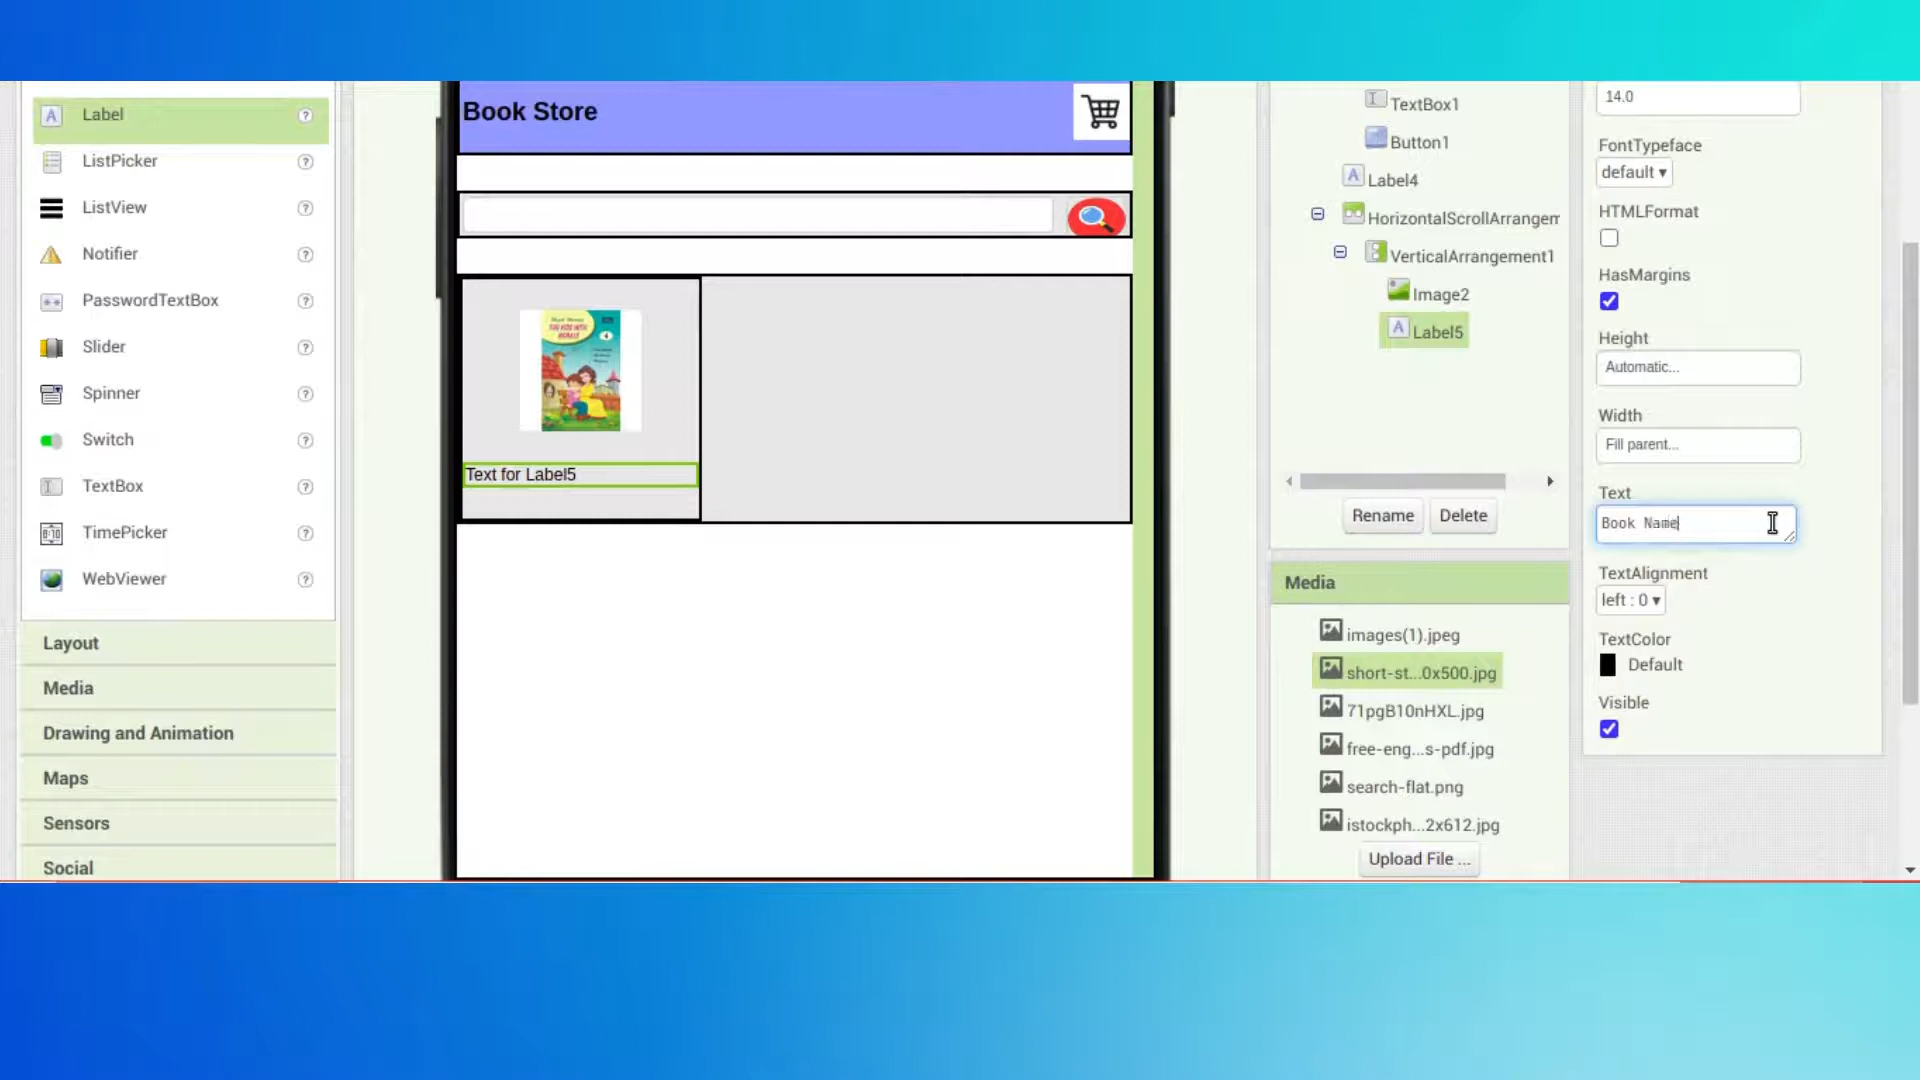 Label
ListPicker
ListView
Notifier
PasswordTextBox
Slider
Spinner
Switch
TextBox
TimePicker
WebViewer
Layout
Media
Drawing and Animation
Maps
Sensors
Social
Book Store
Text for Label5
TextBox1
Button1
Label4
HorizontalScrollArrangem
VerticalArrangement1
Image2
Label5
Rename
Delete
Media
images(1).jpeg
short-st...0x500.jpg
71pgB10nHXL.jpg
free-eng...s-pdf.jpg
search-flat.png
istockph...2x612.jpg
Upload File ...
14.0
FontTypeface
default
HTMLFormat
HasMargins
Height
Automatic...
Width
Fill parent...
Text
Book Name
TextAlignment
left : 0
TextColor
Default
Visible